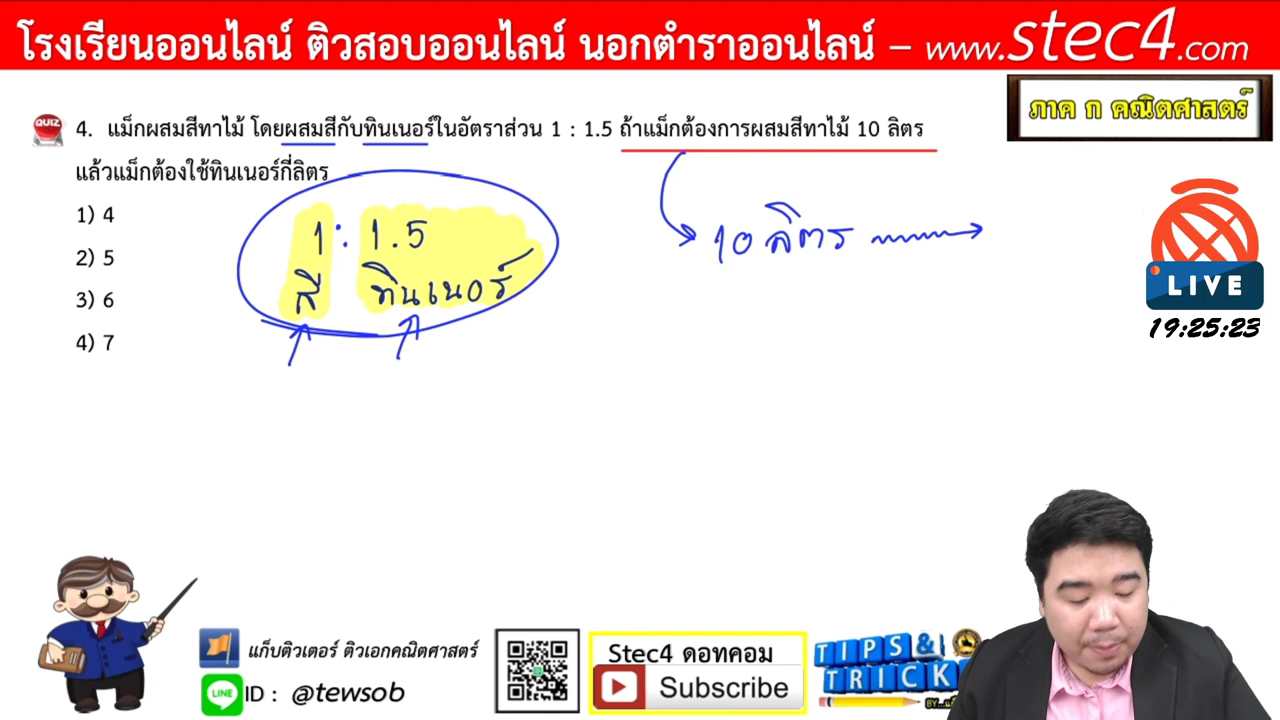 โรงเรียนออนไลน์ ติวสอบออนไลน์ นอกตำราออนไลน์ – www.stec4.com
ภาค ก คณิตศาสตร์
QUIZ
4. แม็กผสมสีทาไม้ โดยผสมสีกับทินเนอร์ในอัตราส่วน 1 : 1.5 ถ้าแม็กต้องการผสมสีทาไม้ 10 ลิตร
แล้วแม็กต้องใช้ทินเนอร์กี่ลิตร
1) 4
2) 5
3) 6
4) 7
1 : 1.5
สี ทินเนอร์
10 ลิตร
LIVE
19:25:23
แก็บติวเตอร์ ติวเอกคณิตศาสตร์
LINE ID : @tewsob
Stec4 ดอทคอม
Subscribe
TIPS &
TRICK